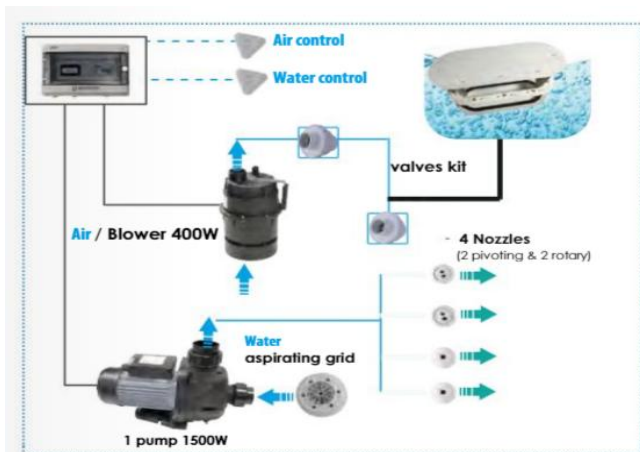 Air control
Water control
valves kit
Air / Blower 400W
- 4 Nozzles
(2 pivoting & 2 rotary)
Water
aspirating grid
1 pump 1500W